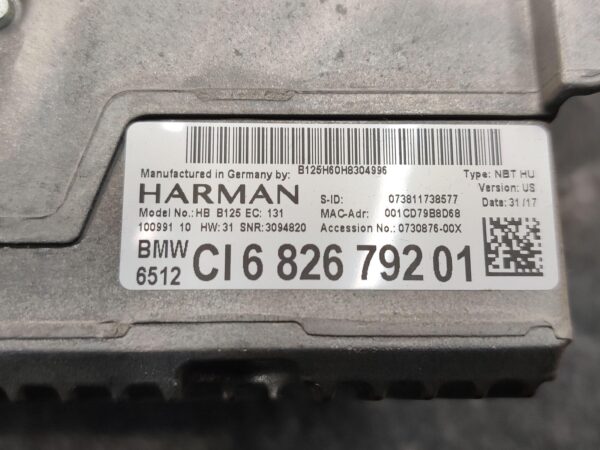 B125H60H8304996
Manufactured in Germany by: Type: NBT HU
HARMAN S-ID: 073811738577 Version: US
Model No.: HB B125 EC: 131 MAC-Adr: 001CD79B8D68 Date: 31/17
100991 10 HW: 31 SNR:3094820 Accession No.: 0730876-00X
BMW
6512 CI 6 826 792 01